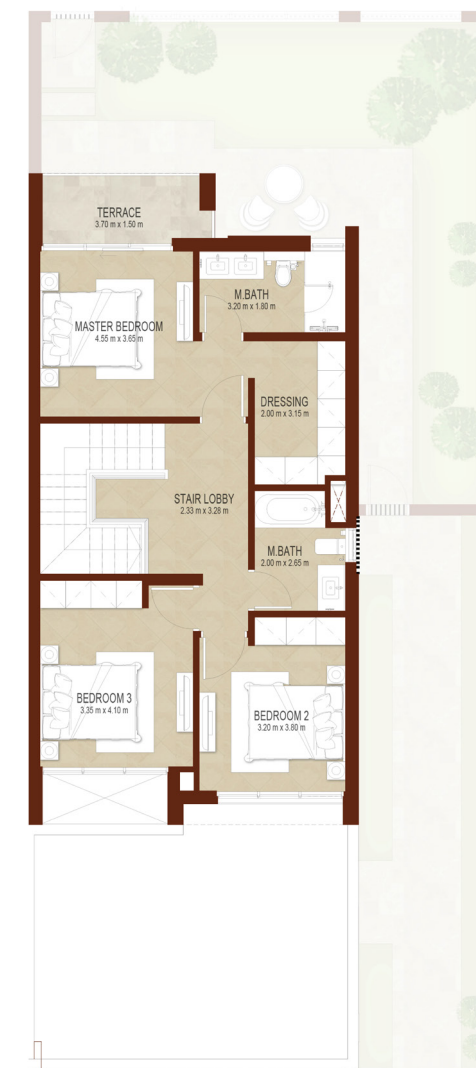 TERRACE
3.70 m x 1.50 m
M.BATH
3.20 m x 1.80 m
MASTER BEDROOM
4.55 m x 3.65 m
DRESSING
2.00 m x 3.15 m
STAIR LOBBY
2.33 m x 3.28 m
M.BATH
2.00 m x 2.65 m
BEDROOM 3
3.35 m x 4.10 m
BEDROOM 2
3.20 m x 3.80 m